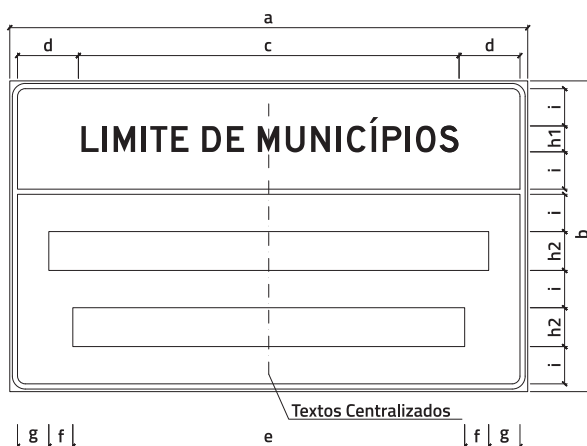 a
d c d
LIMITE DE MUNICÍPIOS
i
h1
i
i
h2
i
h2
i
b
Textos Centralizados
g f e f g